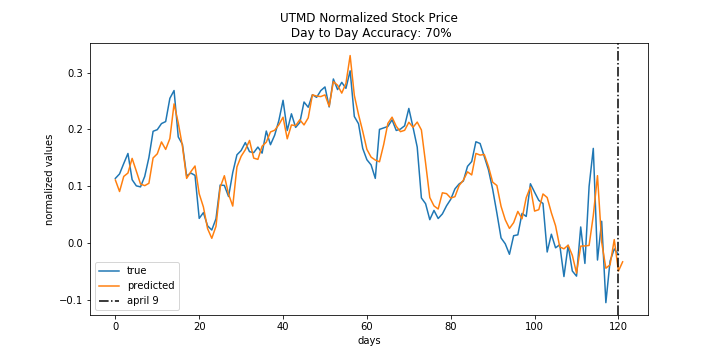 UTMD Normalized Stock Price
Day to Day Accuracy: 70%
normalized values
0.3
0.2
0.1
0.0
−0.1
true
predicted
april 9
0 20 40 60 80 100 120
days